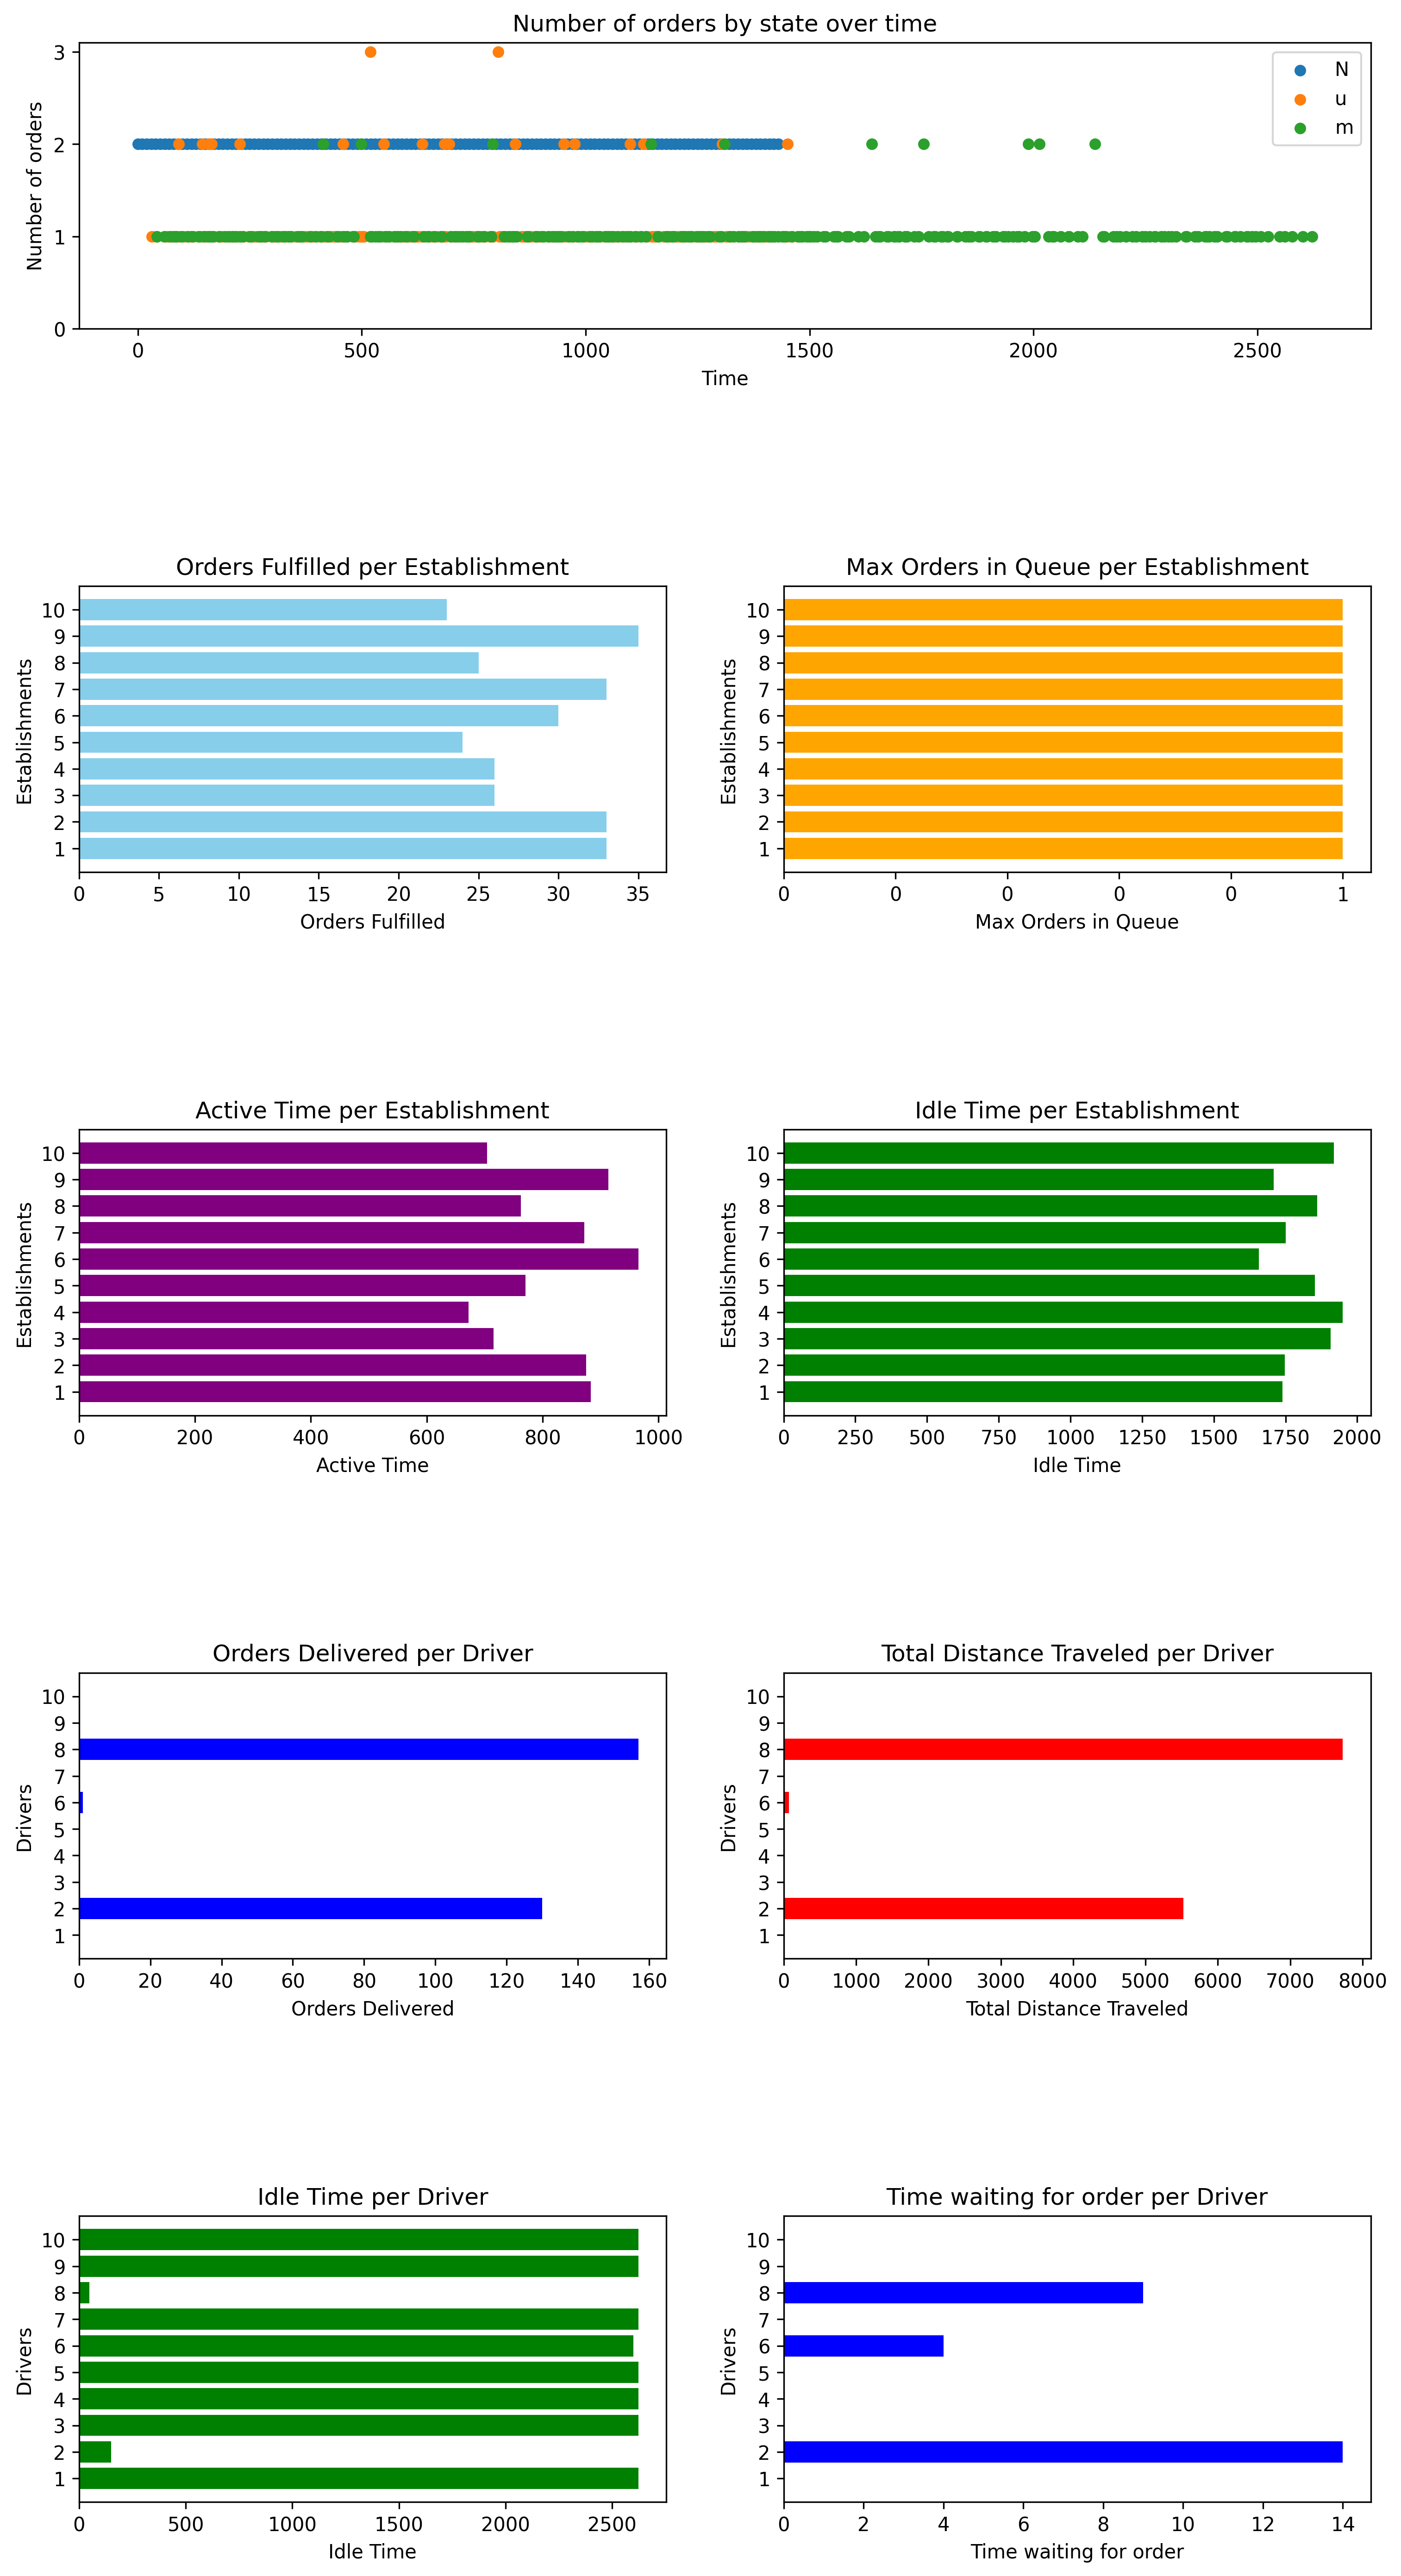 Number of orders by state over time
Number of orders
3
2
1
0
N
u
m
0 500 1000 1500 2000 2500
Time
Orders Fulfilled per Establishment
Establishments
10
9
8
7
6
5
4
3
2
1
0 5 10 15 20 25 30 35
Orders Fulfilled
Max Orders in Queue per Establishment
Establishments
10
9
8
7
6
5
4
3
2
1
0 0 0 0 0 1
Max Orders in Queue
Active Time per Establishment
Establishments
10
9
8
7
6
5
4
3
2
1
0 200 400 600 800 1000
Active Time
Idle Time per Establishment
Establishments
10
9
8
7
6
5
4
3
2
1
0 250 500 750 1000 1250 1500 1750 2000
Idle Time
Orders Delivered per Driver
Drivers
10
9
8
7
6
5
4
3
2
1
0 20 40 60 80 100 120 140 160
Orders Delivered
Total Distance Traveled per Driver
Drivers
10
9
8
7
6
5
4
3
2
1
0 1000 2000 3000 4000 5000 6000 7000 8000
Total Distance Traveled
Idle Time per Driver
Drivers
10
9
8
7
6
5
4
3
2
1
0 500 1000 1500 2000 2500
Idle Time
Time waiting for order per Driver
Drivers
10
9
8
7
6
5
4
3
2
1
0 2 4 6 8 10 12 14
Time waiting for order